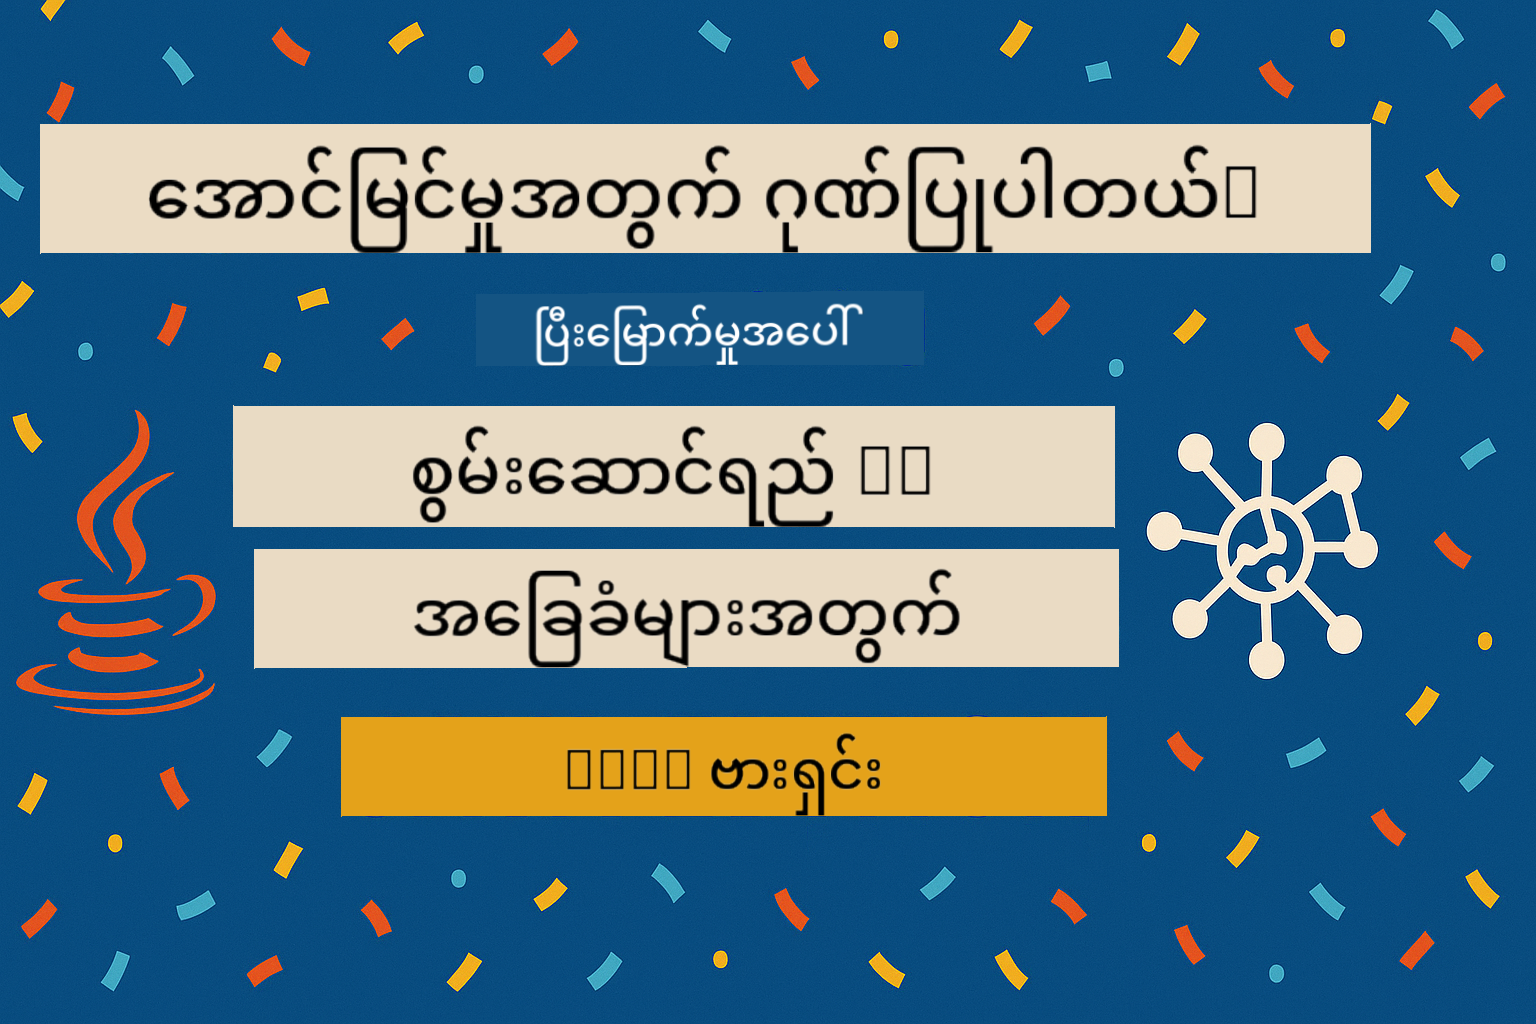 အောင်မြင်မှုအတွက် ဂုဏ်ပြုပါတယ်
ပြီးမြောက်မှုအပေါ်
စွမ်းဆောင်ရည်
အခြေခံများအတွက်
ဗားရှင်း